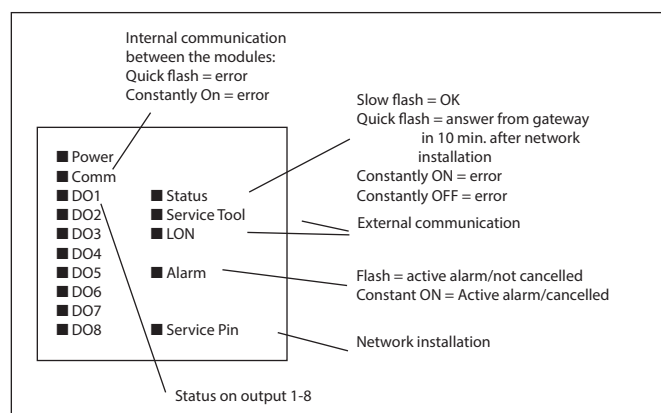 Internal communication
between the modules:
Quick flash = error
Constantly On = error
Slow flash = OK
Quick flash = answer from gateway
in 10 min. after network
installation
Constantly ON = error
Constantly OFF = error
External communication
Flash = active alarm/not cancelled
Constant ON = Active alarm/cancelled
Network installation
■ Power
■ Comm
■ DO1 ■ Status
■ DO2 ■ Service Tool
■ DO3 ■ LON
■ DO4
■ DO5 ■ Alarm
■ DO6
■ DO7
■ DO8 ■ Service Pin
Status on output 1-8